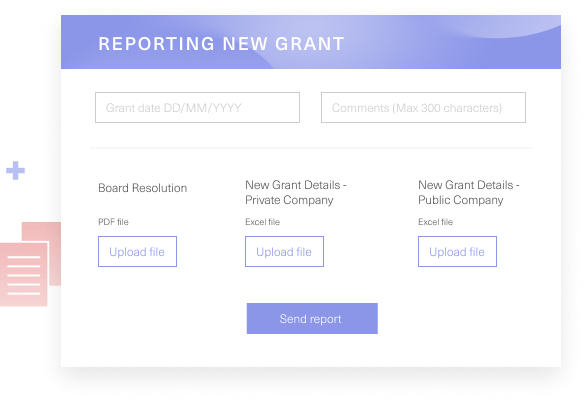 REPORTING NEW GRANT
Grant date DD/MM/YYYY
Comments (Max 300 characters)
Board Resolution
PDF file
Upload file
New Grant Details -
Private Company
Excel file
Upload file
New Grant Details -
Public Company
Excel file
Upload file
Send report